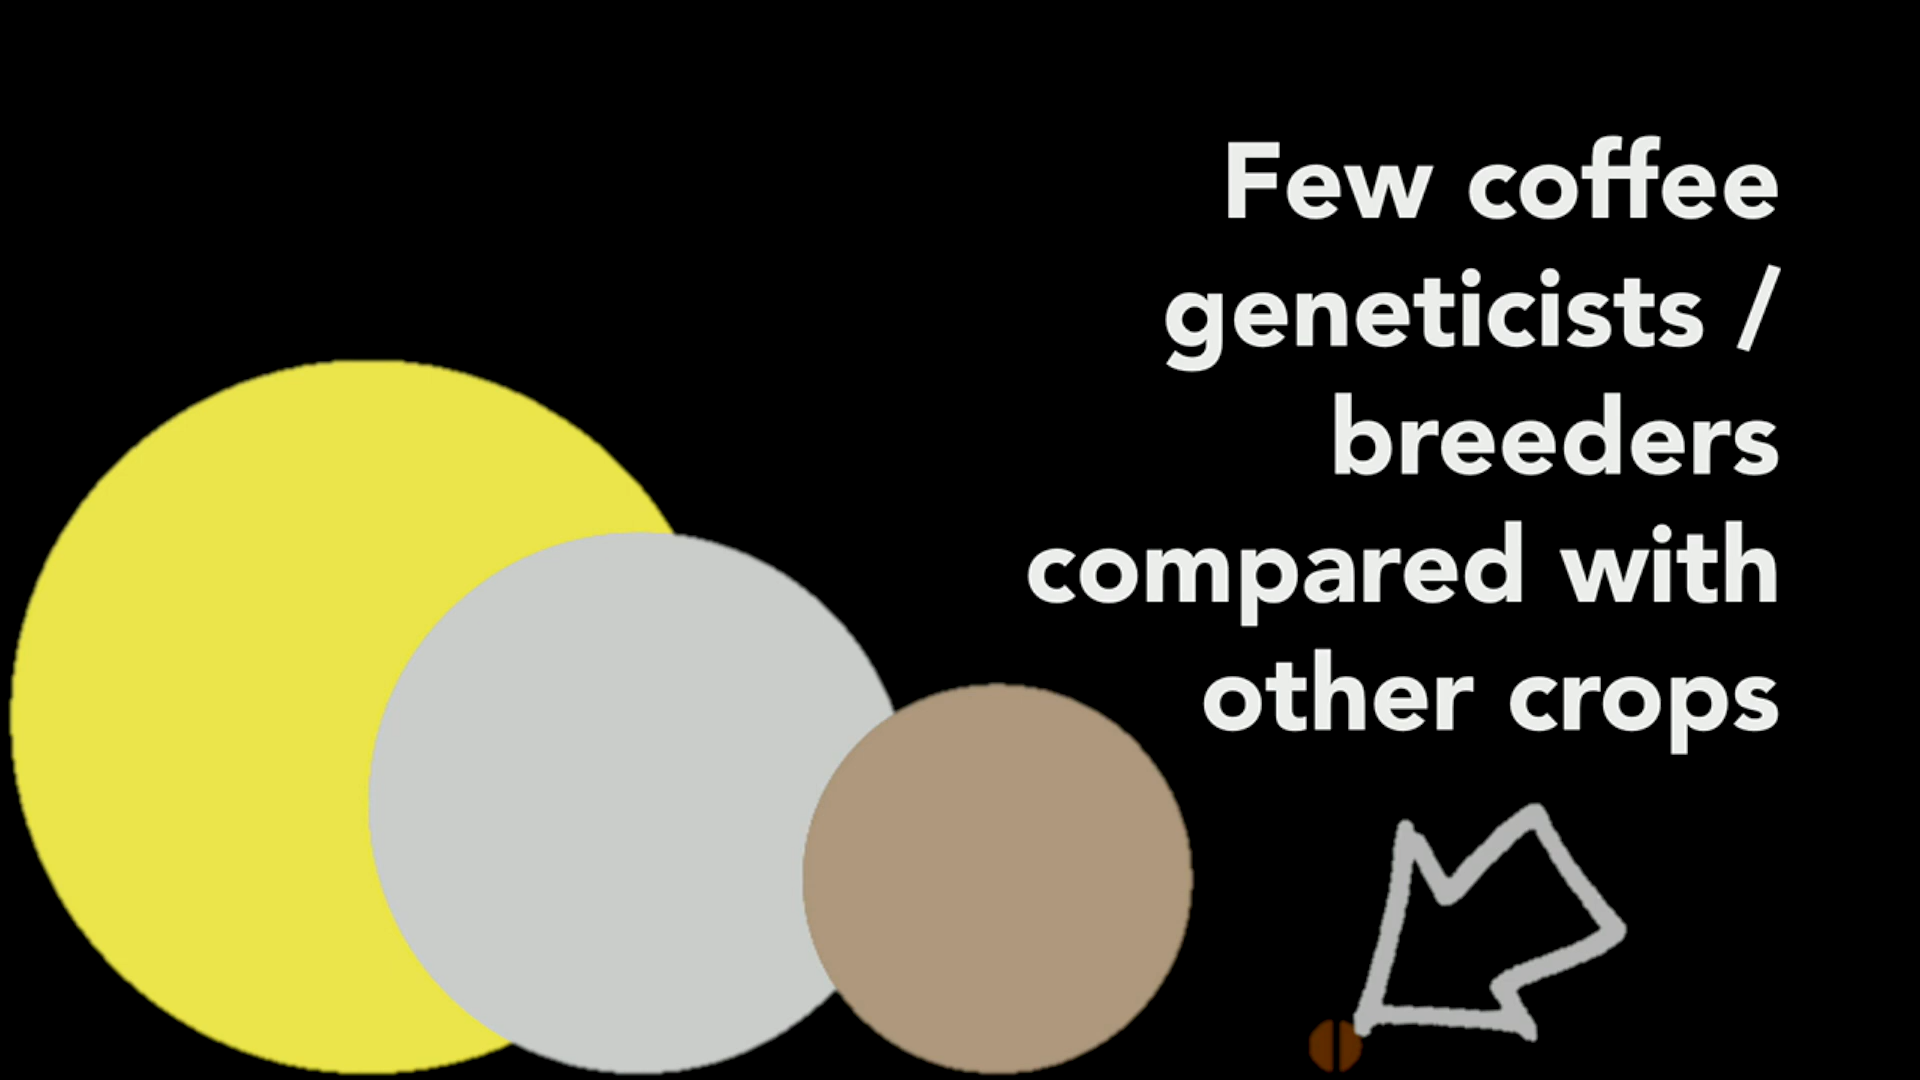 Few coffee
geneticists /
breeders
compared with
other crops